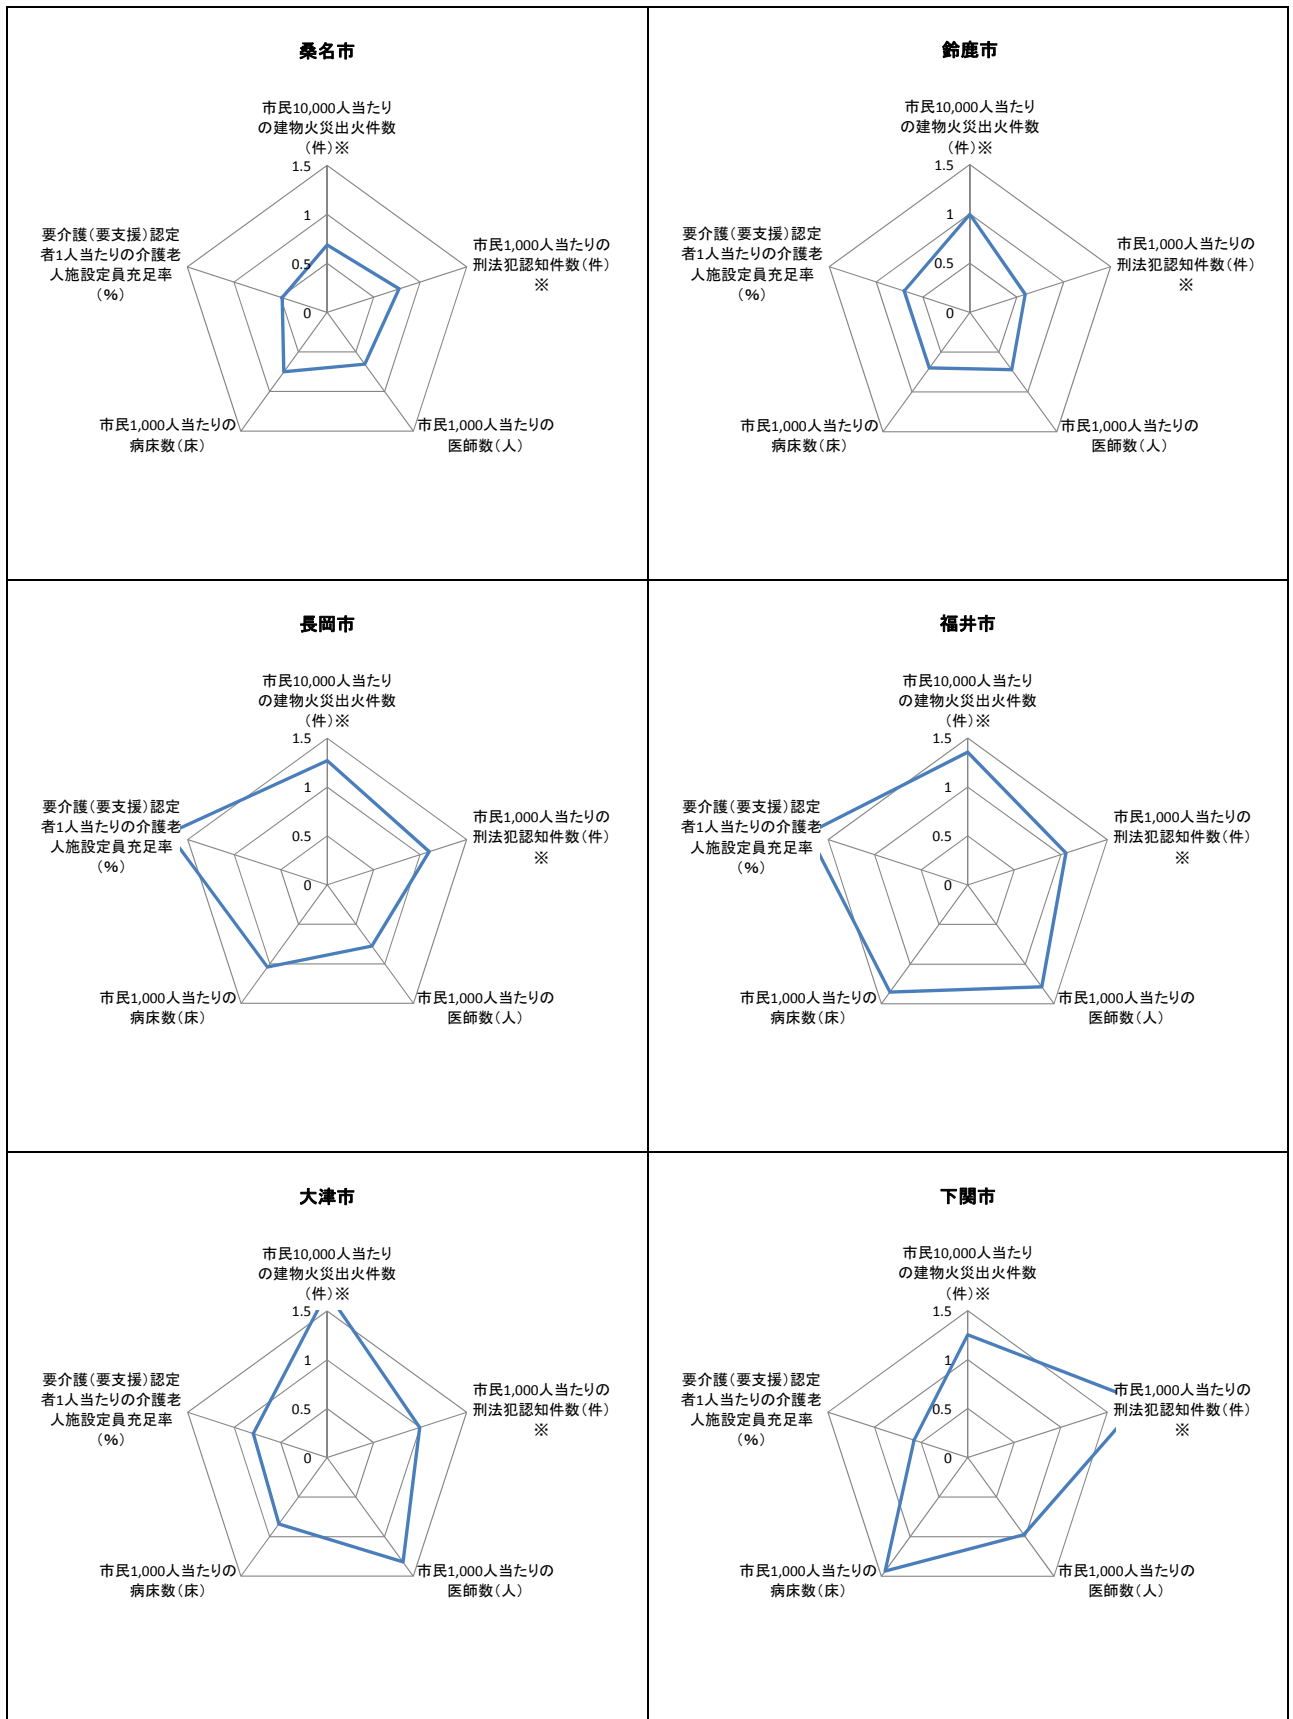 桑名市
市民10,000人当たり
の建物火災出火件数
（件）※
1.5
1
0.5
0
市民1,000人当たりの
刑法犯認知件数（件）
※
市民1,000人当たりの
医師数（人）
市民1,000人当たりの
病床数（床）
要介護（要支援）認定
者1人当たりの介護老
人施設定員充足率
（%）
鈴鹿市
市民10,000人当たり
の建物火災出火件数
（件）※
1.5
1
0.5
0
市民1,000人当たりの
刑法犯認知件数（件）
※
市民1,000人当たりの
医師数（人）
市民1,000人当たりの
病床数（床）
要介護（要支援）認定
者1人当たりの介護老
人施設定員充足率
（%）
長岡市
市民10,000人当たり
の建物火災出火件数
（件）※
1.5
1
0.5
0
市民1,000人当たりの
刑法犯認知件数（件）
※
市民1,000人当たりの
医師数（人）
市民1,000人当たりの
病床数（床）
要介護（要支援）認定
者1人当たりの介護老
人施設定員充足率
（%）
福井市
市民10,000人当たり
の建物火災出火件数
（件）※
1.5
1
0.5
0
市民1,000人当たりの
刑法犯認知件数（件）
※
市民1,000人当たりの
医師数（人）
市民1,000人当たりの
病床数（床）
要介護（要支援）認定
者1人当たりの介護老
人施設定員充足率
（%）
大津市
市民10,000人当たり
の建物火災出火件数
（件）※
1.5
1
0.5
0
市民1,000人当たりの
刑法犯認知件数（件）
※
市民1,000人当たりの
医師数（人）
市民1,000人当たりの
病床数（床）
要介護（要支援）認定
者1人当たりの介護老
人施設定員充足率
（%）
下関市
市民10,000人当たり
の建物火災出火件数
（件）※
1.5
1
0.5
0
市民1,000人当たりの
刑法犯認知件数（件）
※
市民1,000人当たりの
医師数（人）
市民1,000人当たりの
病床数（床）
要介護（要支援）認定
者1人当たりの介護老
人施設定員充足率
（%）